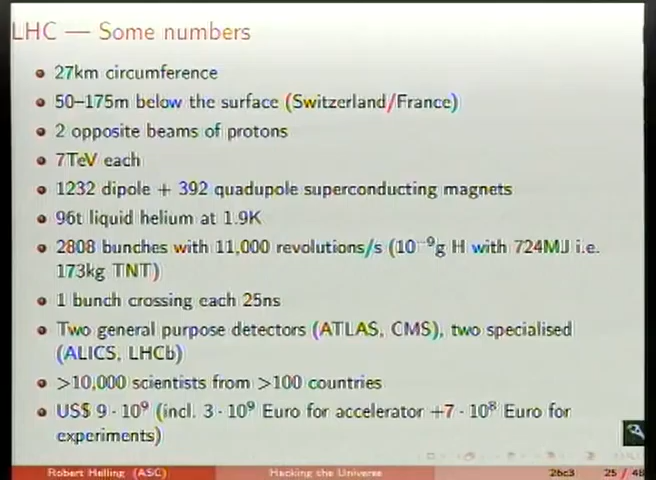 LHC — Some numbers
27km circumference
50–175m below the surface (Switzerland/France)
2 opposite beams of protons
7TeV each
1232 dipole + 392 quadupole superconducting magnets
96t liquid helium at 1.9K
2808 bunches with 11,000 revolutions/s (10⁻⁹g H with 724MJ i.e.
173kg TNT)
1 bunch crossing each 25ns
Two general purpose detectors (ATLAS, CMS), two specialised
(ALICS, LHCb)
>10,000 scientists from >100 countries
US$ 9 · 10⁹ (incl. 3 · 10⁹ Euro for accelerator +7 · 10⁸ Euro for
experiments)
Robert Helling (ASC) Hacking the Universe 26c3 25 / 48